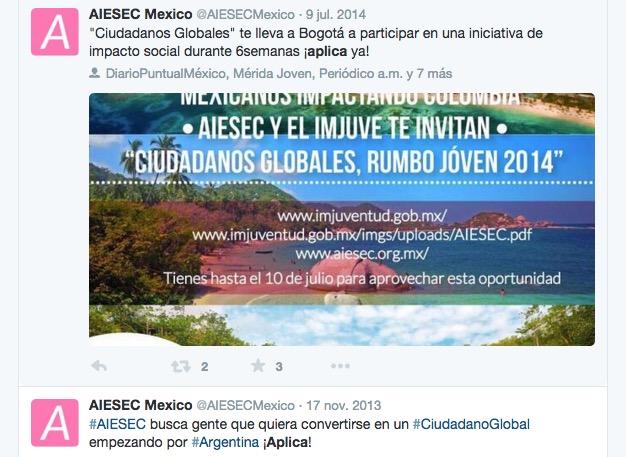 AIESEC Mexico @AIESECMexico · 9 jul. 2014
"Ciudadanos Globales" te lleva a Bogotá a participar en una iniciativa de
impacto social durante 6semanas ¡aplica ya!
DiarioPuntualMéxico, Mérida Joven, Periódico a.m. y 7 más
MEXICANOS IMPACTANDO COLOMBIA
• AIESEC Y EL IMJUVE TE INVITAN •
"CIUDADANOS GLOBALES, RUMBO JÓVEN 2014"
www.imjuventud.gob.mx/
www.imjuventud.gob.mx/imgs/uploads/AIESEC.pdf
www.aiesec.org.mx/
Tienes hasta el 10 de julio para aprovechar esta oportunidad
2 3
AIESEC Mexico @AIESECMexico · 17 nov. 2013
#AIESEC busca gente que quiera convertirse en un #CiudadanoGlobal
empezando por #Argentina ¡Aplica!